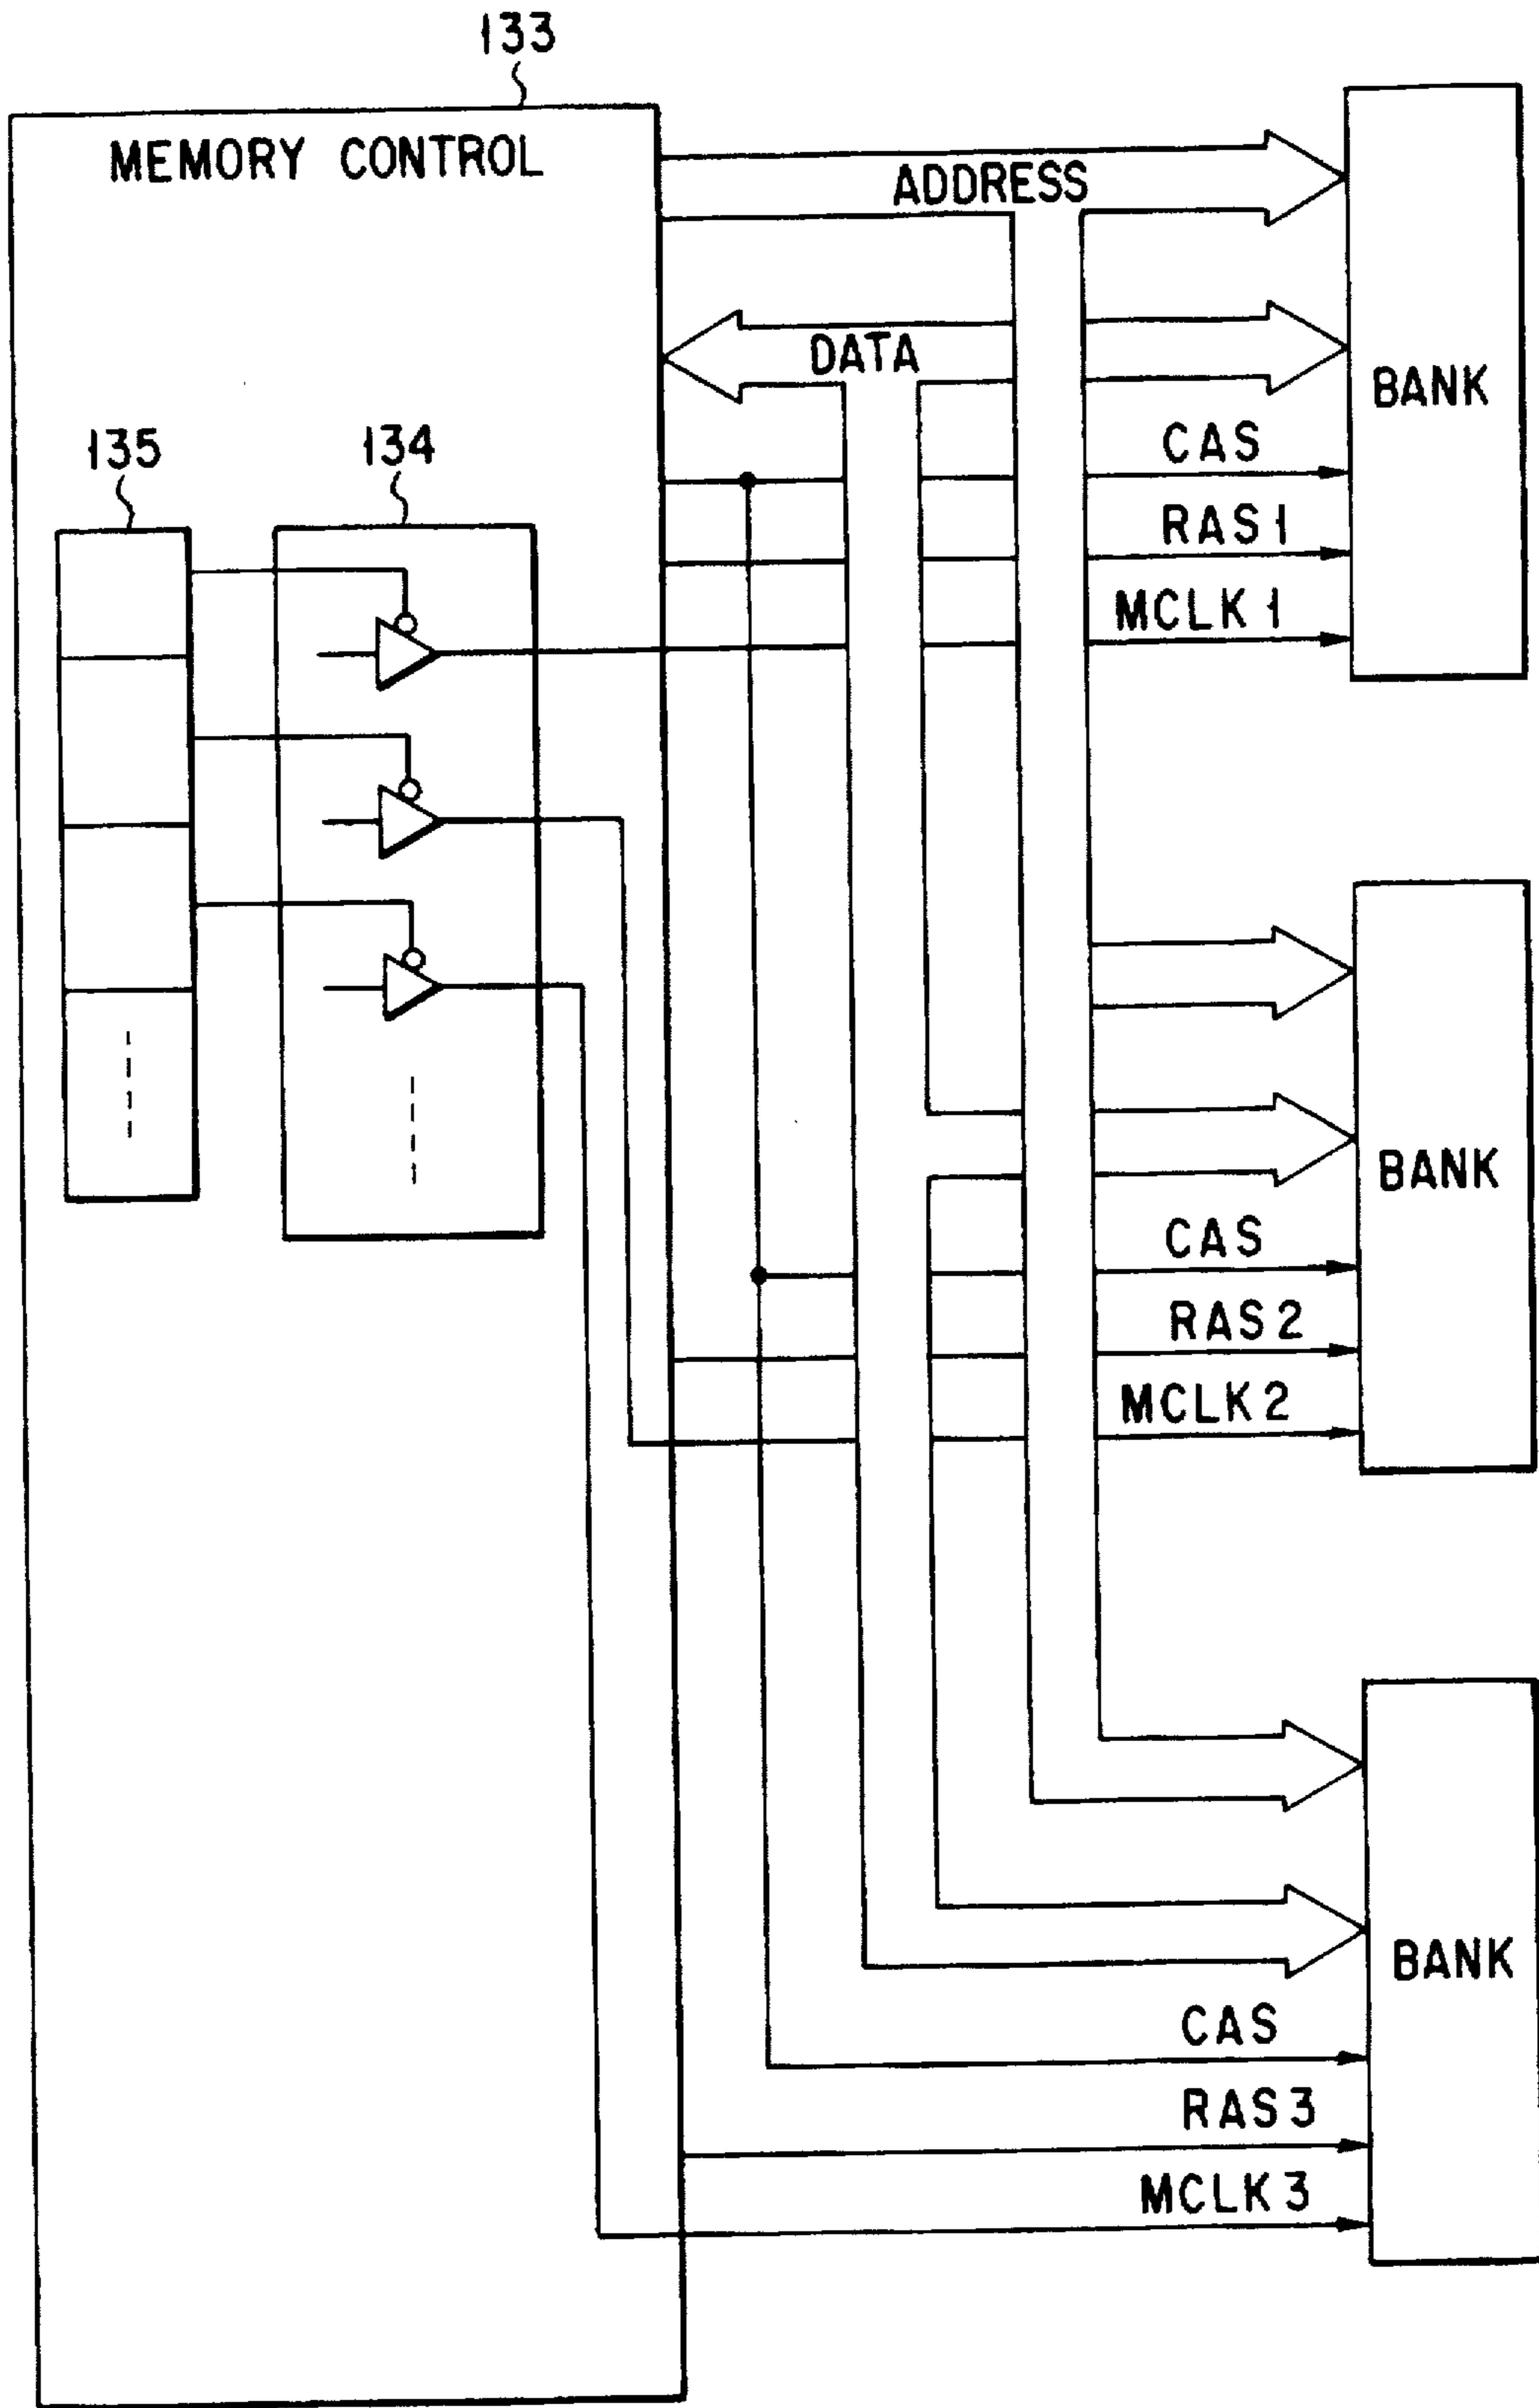 133
MEMORY CONTROL
ADDRESS
DATA
BANK
135
134
CAS
RAS1
MCLK1
BANK
CAS
RAS2
MCLK2
BANK
CAS
RAS3
MCLK3